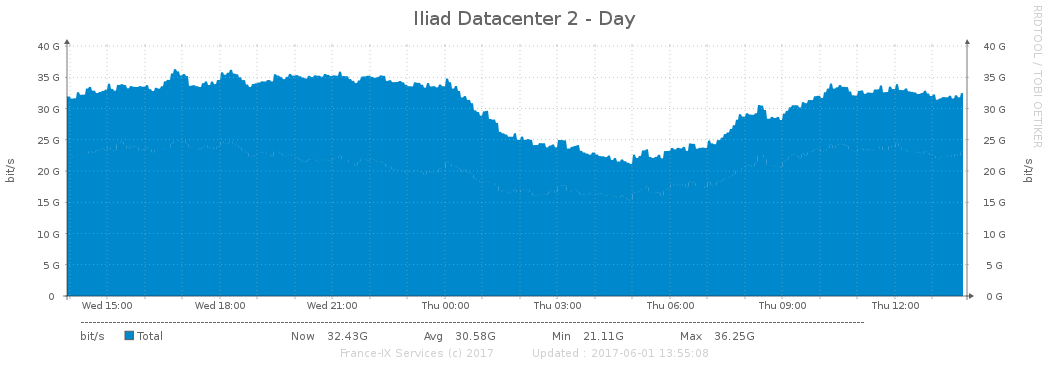 Iliad Datacenter 2 - Day
RRDTOOL / TOBI OETIKER
40 G 40 G
35 G 35 G
30 G 30 G
25 G 25 G
20 G 20 G
15 G 15 G
10 G 10 G
5 G 5 G
0 0 G
bit/s bit/s
Wed 15:00 Wed 18:00 Wed 21:00 Thu 00:00 Thu 03:00 Thu 06:00 Thu 09:00 Thu 12:00
bit/s Total Now 32.43G Avg 30.58G Min 21.11G Max 36.25G
France-IX Services (c) 2017 Updated : 2017-06-01 13:55:08